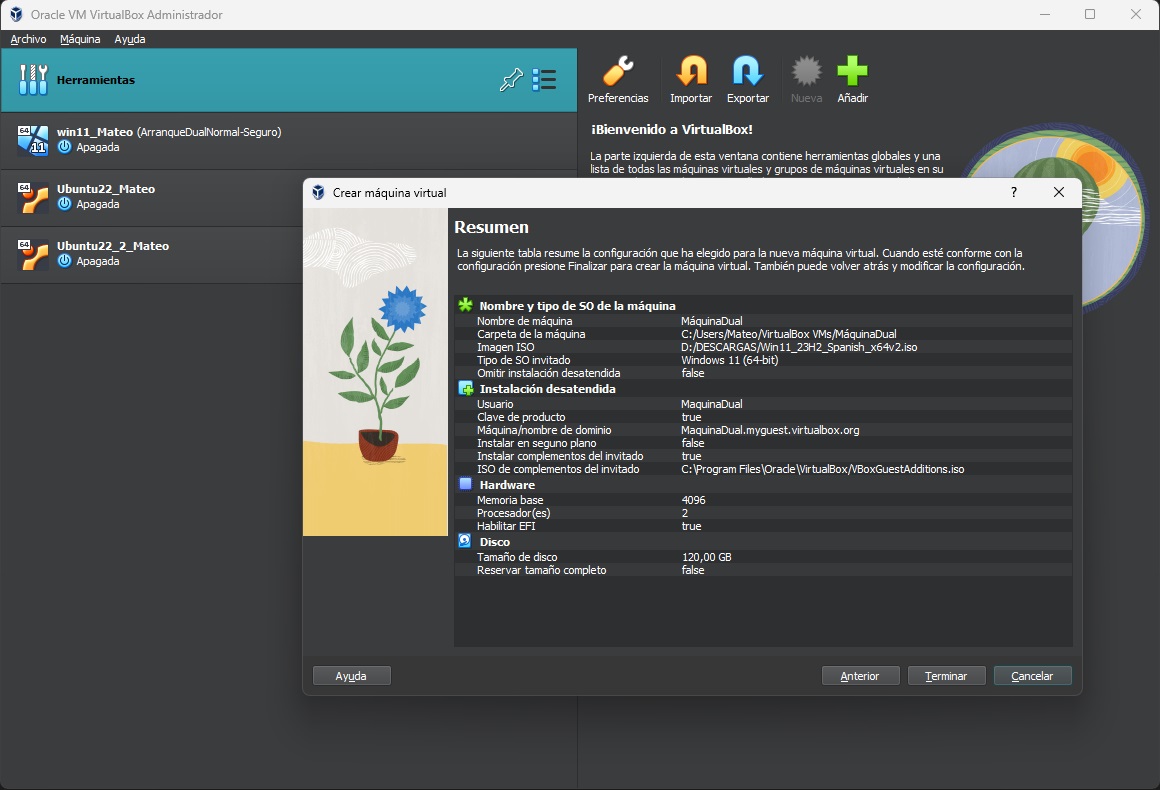 Oracle VM VirtualBox Administrador
Archivo Máquina Ayuda
Herramientas
64
11
win11_Mateo (ArranqueDualNormal-Seguro)
Apagada
64
Ubuntu22_Mateo
Apagada
64
Ubuntu22_2_Mateo
Apagada
Preferencias Importar Exportar Nueva Añadir
¡Bienvenido a VirtualBox!
La parte izquierda de esta ventana contiene herramientas globales y una
lista de todas las máquinas virtuales y grupos de máquinas virtuales en su
Crear máquina virtual ?
Resumen
La siguiente tabla resume la configuración que ha elegido para la nueva máquina virtual. Cuando esté conforme con la
configuración presione Finalizar para crear la máquina virtual. También puede volver atrás y modificar la configuración.
Nombre y tipo de SO de la máquina
Nombre de máquina MáquinaDual
Carpeta de la máquina C:/Users/Mateo/VirtualBox VMs/MáquinaDual
Imagen ISO D:/DESCARGAS/Win11_23H2_Spanish_x64v2.iso
Tipo de SO invitado Windows 11 (64-bit)
Omitir instalación desatendida false
Instalación desatendida
Usuario MaquinaDual
Clave de producto true
Máquina/nombre de dominio MaquinaDual.myguest.virtualbox.org
Instalar en seguno plano false
Instalar complementos del invitado true
ISO de complementos del invitado C:\Program Files\Oracle\VirtualBox/VBoxGuestAdditions.iso
Hardware
Memoria base 4096
Procesador(es) 2
Habilitar EFI true
Disco
Tamaño de disco 120,00 GB
Reservar tamaño completo false
Ayuda Anterior Terminar Cancelar